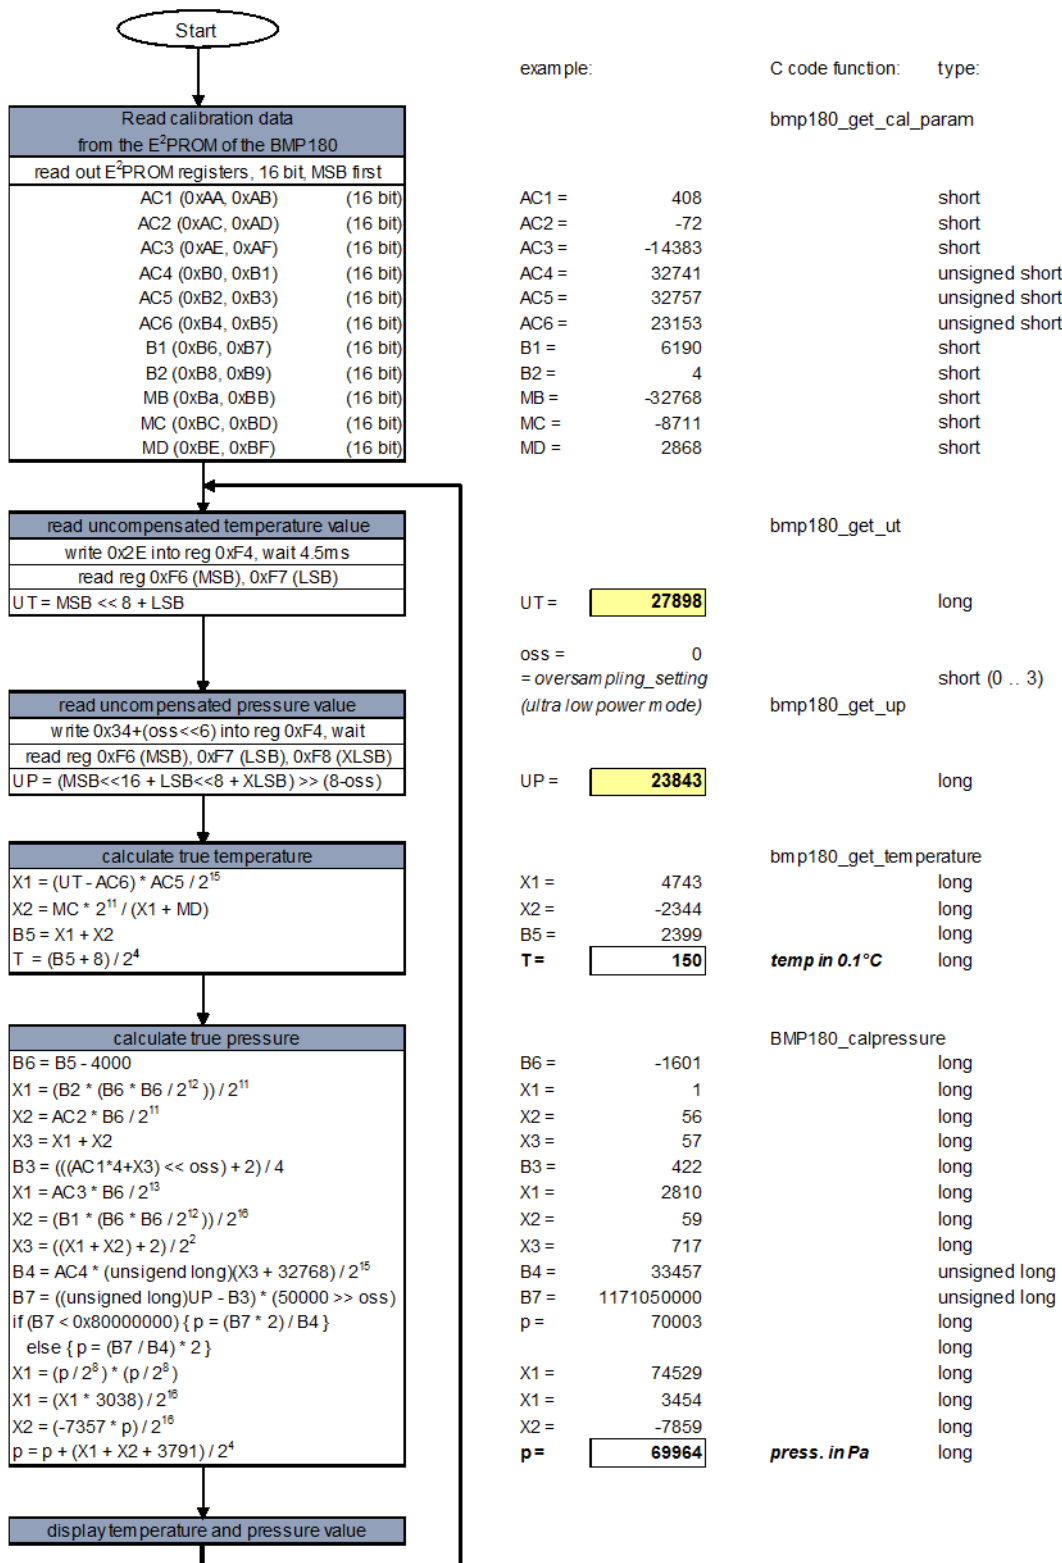 Start
example: C code function: type:
Read calibration data
from the E²PROM of the BMP180
bmp180_get_cal_param
read out E²PROM registers, 16 bit, MSB first
AC1 (0xAA, 0xAB) (16 bit) AC1 = 408 short
AC2 (0xAC, 0xAD) (16 bit) AC2 = -72 short
AC3 (0xAE, 0xAF) (16 bit) AC3 = -14383 short
AC4 (0xB0, 0xB1) (16 bit) AC4 = 32741 unsigned short
AC5 (0xB2, 0xB3) (16 bit) AC5 = 32757 unsigned short
AC6 (0xB4, 0xB5) (16 bit) AC6 = 23153 unsigned short
B1 (0xB6, 0xB7) (16 bit) B1 = 6190 short
B2 (0xB8, 0xB9) (16 bit) B2 = 4 short
MB (0xBa, 0xBB) (16 bit) MB = -32768 short
MC (0xBC, 0xBD) (16 bit) MC = -8711 short
MD (0xBE, 0xBF) (16 bit) MD = 2868 short
read uncompensated temperature value bmp180_get_ut
write 0x2E into reg 0xF4, wait 4.5ms
read reg 0xF6 (MSB), 0xF7 (LSB)
UT = MSB << 8 + LSB UT = 27898 long
oss = 0
= oversampling_setting short (0 .. 3)
read uncompensated pressure value (ultra low power mode) bmp180_get_up
write 0x34+(oss<<6) into reg 0xF4, wait
read reg 0xF6 (MSB), 0xF7 (LSB), 0xF8 (XLSB)
UP = (MSB<<16 + LSB<<8 + XLSB) >> (8-oss) UP = 23843 long
calculate true temperature bmp180_get_temperature
X1 = (UT - AC6) * AC5 / 2¹⁵ X1 = 4743 long
X2 = MC * 2¹¹ / (X1 + MD) X2 = -2344 long
B5 = X1 + X2 B5 = 2399 long
T = (B5 + 8) / 2⁴ T = 150 temp in 0.1°C long
calculate true pressure BMP180_calpressure
B6 = B5 - 4000 B6 = -1601 long
X1 = (B2 * (B6 * B6 / 2¹² )) / 2¹¹ X1 = 1 long
X2 = AC2 * B6 / 2¹¹ X2 = 56 long
X3 = X1 + X2 X3 = 57 long
B3 = (((AC1*4+X3) << oss) + 2) / 4 B3 = 422 long
X1 = AC3 * B6 / 2¹³ X1 = 2810 long
X2 = (B1 * (B6 * B6 / 2¹² )) / 2¹⁶ X2 = 59 long
X3 = ((X1 + X2) + 2) / 2² X3 = 717 long
B4 = AC4 * (unsigend long)(X3 + 32768) / 2¹⁵ B4 = 33457 unsigned long
B7 = ((unsigned long)UP - B3) * (50000 >> oss) B7 = 1171050000 unsigned long
if (B7 < 0x80000000) { p = (B7 * 2) / B4 } p = 70003 long
else { p = (B7 / B4) * 2 } long
X1 = (p / 2⁸) * (p / 2⁸) X1 = 74529 long
X1 = (X1 * 3038) / 2¹⁶ X1 = 3454 long
X2 = (-7357 * p) / 2¹⁶ X2 = -7859 long
p = p + (X1 + X2 + 3791) / 2⁴ p = 69964 press. in Pa long
display temperature and pressure value